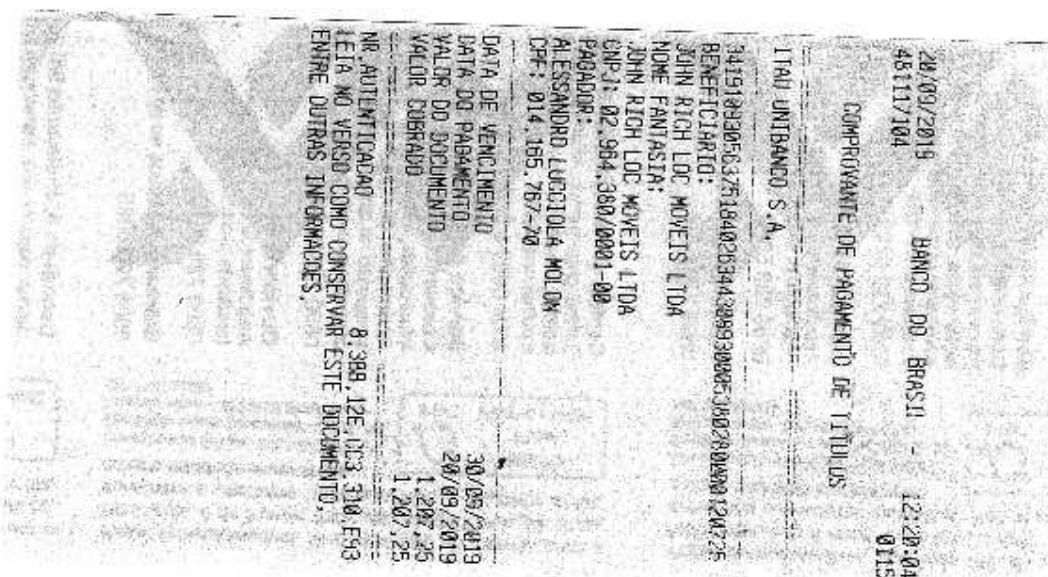 20/09/2019 - BANCO DO BRASIL - 12:20:04
48111/104 0115
COMPROVANTE DE PAGAMENTO DE TITULOS
ITAU UNIBANCO S.A.
BENEFICIARIO:
JOHN RICH LOC MOVEIS LTDA
NOME FANTASIA:
JOHN RICH LOC MOVEIS LTDA
CNPJ: 02.964.380/0001-00
PAGADOR:
ALESSANDRO LUCCIOLA MOLON
CPF: 014.165.767-70
DATA DE VENCIMENTO 30/09/2019
DATA DO PAGAMENTO 20/09/2019
VALOR DO DOCUMENTO 1.207,25
VALOR COBRADO 1.207,25
NR.AUTENTICACAO 8.3BB.12E.CC3.310.E93
LEIA NO VERSO COMO CONSERVAR ESTE DOCUMENTO,
ENTRE OUTRAS INFORMACOES.